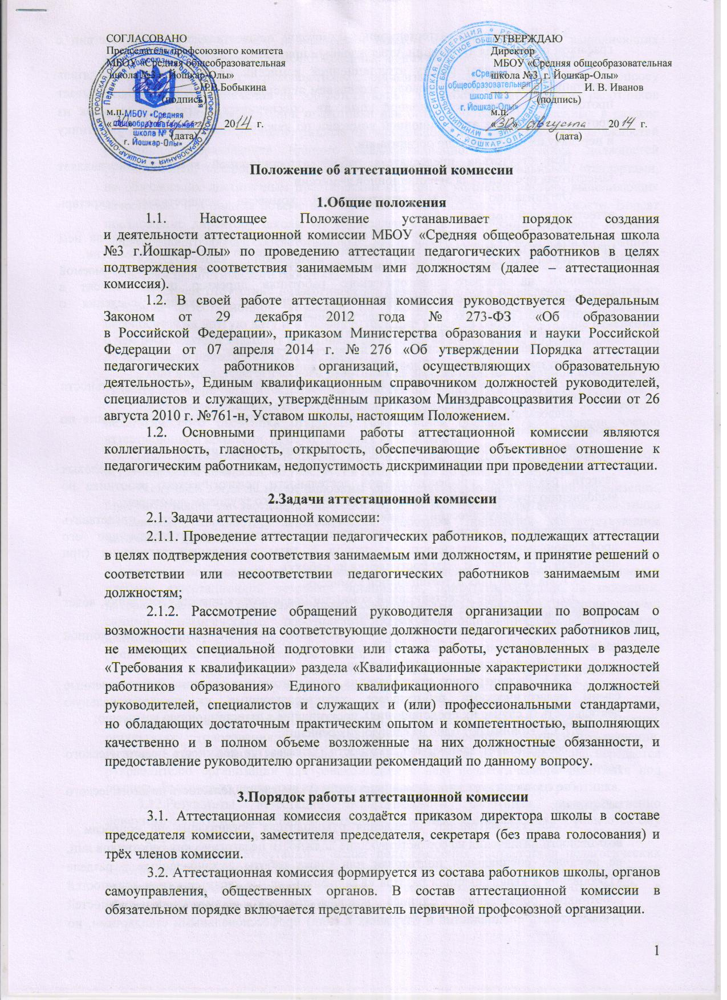 СОГЛАСОВАНО
Председатель профсоюзного комитета
МБОУ «Средняя общеобразовательная
школа №3 г. Йошкар-Олы»
Н.В.Бобыкина
(подпись)
м.п.
« » 2014 г.
(дата)
МБОУ «Средняя
общеобразовательная
школа № 3
г. Йошкар-Олы»
УТВЕРЖДАЮ
Директор
МБОУ «Средняя общеобразовательная
школа №3 г. Йошкар-Олы»
И. В. Иванов
(подпись)
м.п.
«30» августа 2014 г.
(дата)
«Средняя
общеобразовательная
школа № 3
г. Йошкар-Олы»
Положение об аттестационной комиссии
1.Общие положения
1.1. Настоящее Положение устанавливает порядок создания
и деятельности аттестационной комиссии МБОУ «Средняя общеобразовательная школа
№3 г.Йошкар-Олы» по проведению аттестации педагогических работников в целях
подтверждения соответствия занимаемым ими должностям (далее – аттестационная
комиссия).
1.2. В своей работе аттестационная комиссия руководствуется Федеральным
Законом от 29 декабря 2012 года № 273-ФЗ «Об образовании
в Российской Федерации», приказом Министерства образования и науки Российской
Федерации от 07 апреля 2014 г. № 276 «Об утверждении Порядка аттестации
педагогических работников организаций, осуществляющих образовательную
деятельность», Единым квалификационным справочником должностей руководителей,
специалистов и служащих, утверждённым приказом Минздравсоцразвития России от 26
августа 2010 г. №761-н, Уставом школы, настоящим Положением.
1.2. Основными принципами работы аттестационной комиссии являются
коллегиальность, гласность, открытость, обеспечивающие объективное отношение к
педагогическим работникам, недопустимость дискриминации при проведении аттестации.
2.Задачи аттестационной комиссии
2.1. Задачи аттестационной комиссии:
2.1.1. Проведение аттестации педагогических работников, подлежащих аттестации
в целях подтверждения соответствия занимаемым ими должностям, и принятие решений о
соответствии или несоответствии педагогических работников занимаемым ими
должностям;
2.1.2. Рассмотрение обращений руководителя организации по вопросам о
возможности назначения на соответствующие должности педагогических работников лиц,
не имеющих специальной подготовки или стажа работы, установленных в разделе
«Требования к квалификации» раздела «Квалификационные характеристики должностей
работников образования» Единого квалификационного справочника должностей
руководителей, специалистов и служащих и (или) профессиональными стандартами,
но обладающих достаточным практическим опытом и компетентностью, выполняющих
качественно и в полном объеме возложенные на них должностные обязанности, и
предоставление руководителю организации рекомендаций по данному вопросу.
3.Порядок работы аттестационной комиссии
3.1. Аттестационная комиссия создаётся приказом директора школы в составе
председателя комиссии, заместителя председателя, секретаря (без права голосования) и
трёх членов комиссии.
3.2. Аттестационная комиссия формируется из состава работников школы, органов
самоуправления, общественных органов. В состав аттестационной комиссии в
обязательном порядке включается представитель первичной профсоюзной организации.
1